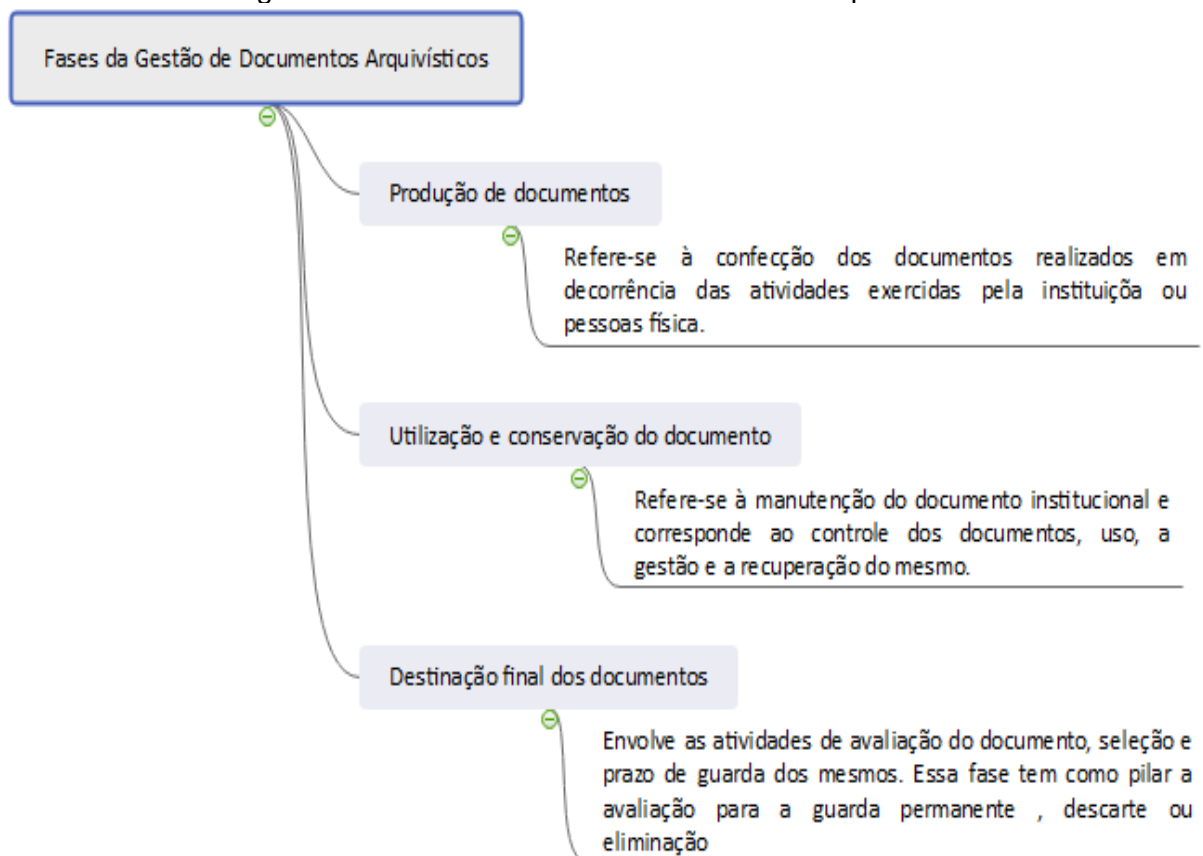 Fases da Gestão de Documentos Arquivísticos
Produção de documentos
Refere-se à confecção dos documentos realizados em
decorrência das atividades exercidas pela instituiçõa ou
pessoas física.
Utilização e conservação do documento
Refere-se à manutenção do documento institucional e
corresponde ao controle dos documentos, uso, a
gestão e a recuperação do mesmo.
Destinação final dos documentos
Envolve as atividades de avaliação do documento, seleção e
prazo de guarda dos mesmos. Essa fase tem como pilar a
avaliação para a guarda permanente , descarte ou
eliminação